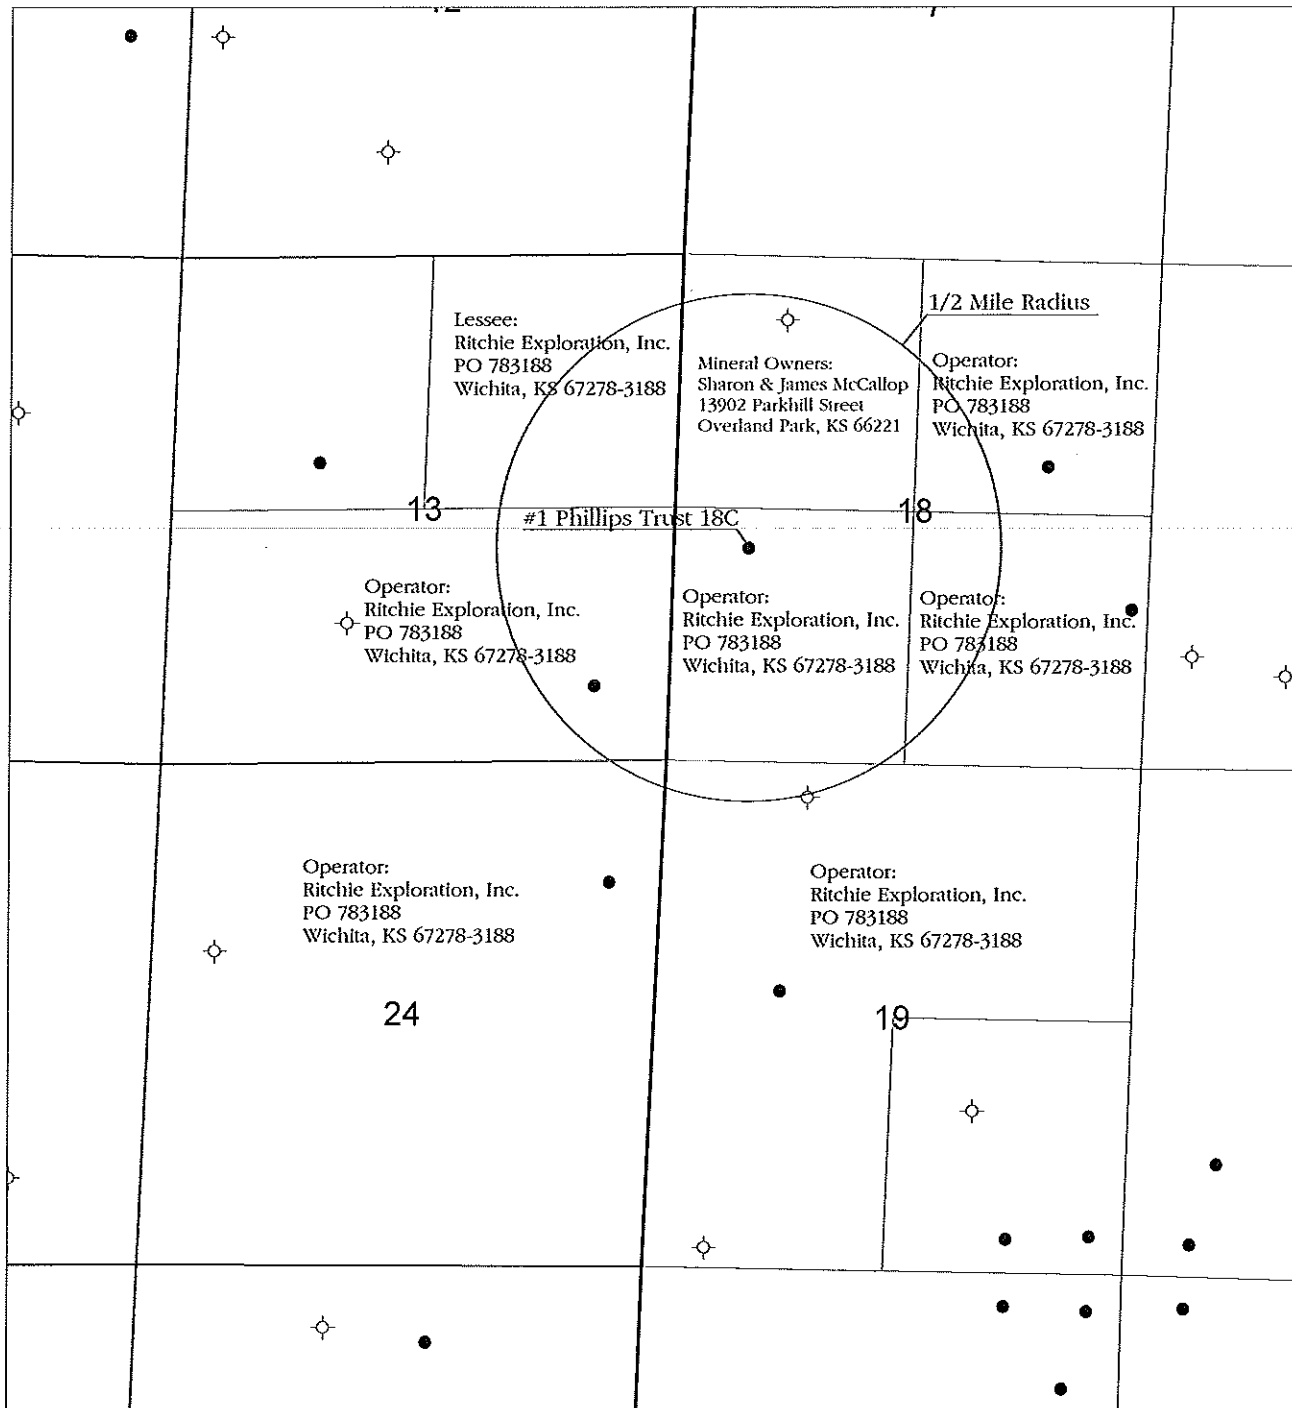 1/2 Mile Radius
Lessee:
Ritchie Exploration, Inc.
PO 783188
Wichita, KS 67278-3188
Mineral Owners:
Sharon & James McCallop
13902 Parkhill Street
Overland Park, KS 66221
Operator:
Ritchie Exploration, Inc.
PO 783188
Wichita, KS 67278-3188
13
18
#1 Phillips Trust 18C
Operator:
Ritchie Exploration, Inc.
PO 783188
Wichita, KS 67278-3188
Operator:
Ritchie Exploration, Inc.
PO 783188
Wichita, KS 67278-3188
Operator:
Ritchie Exploration, Inc.
PO 783188
Wichita, KS 67278-3188
Operator:
Ritchie Exploration, Inc.
PO 783188
Wichita, KS 67278-3188
Operator:
Ritchie Exploration, Inc.
PO 783188
Wichita, KS 67278-3188
24
19